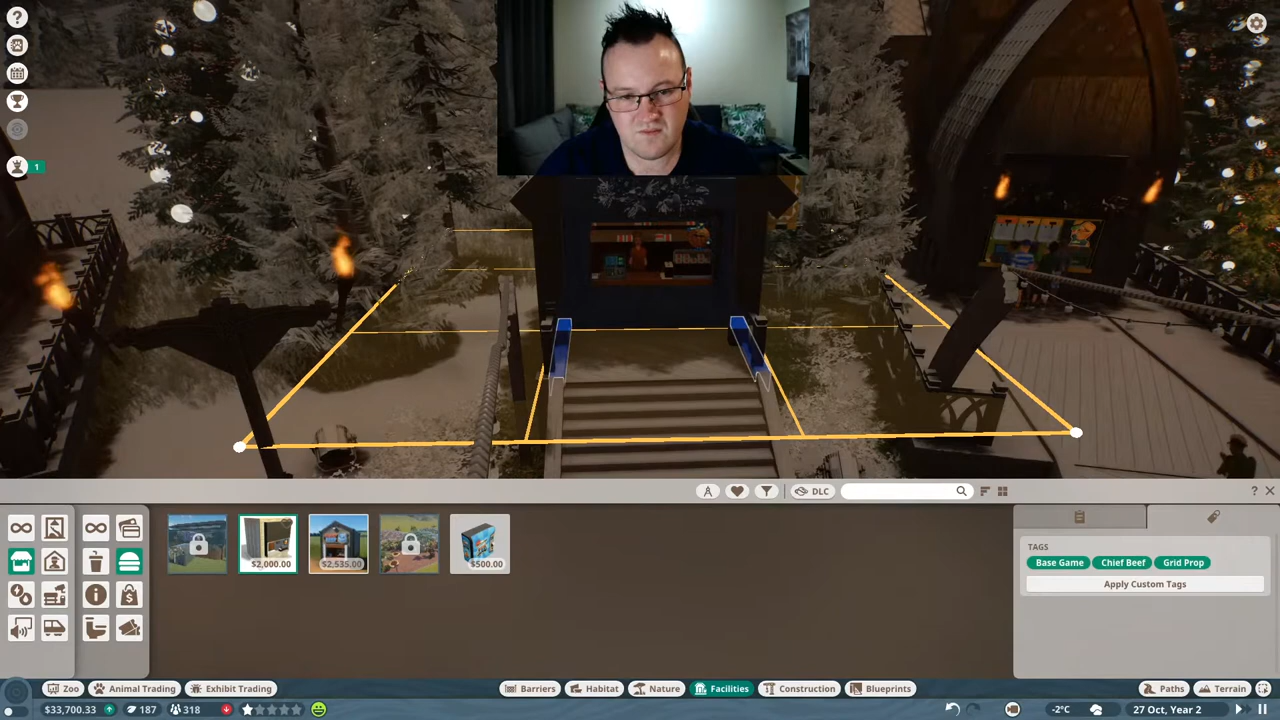 ?
1
DLC
? ×
$2,000.00
$2,535.00
$500.00
TAGS
Base Game Chief Beef Grid Prop
Apply Custom Tags
Zoo Animal Trading Exhibit Trading Barriers Habitat Nature Facilities Construction Blueprints Paths Terrain
$33,700.33 187 318 -2°C 27 Oct, Year 2